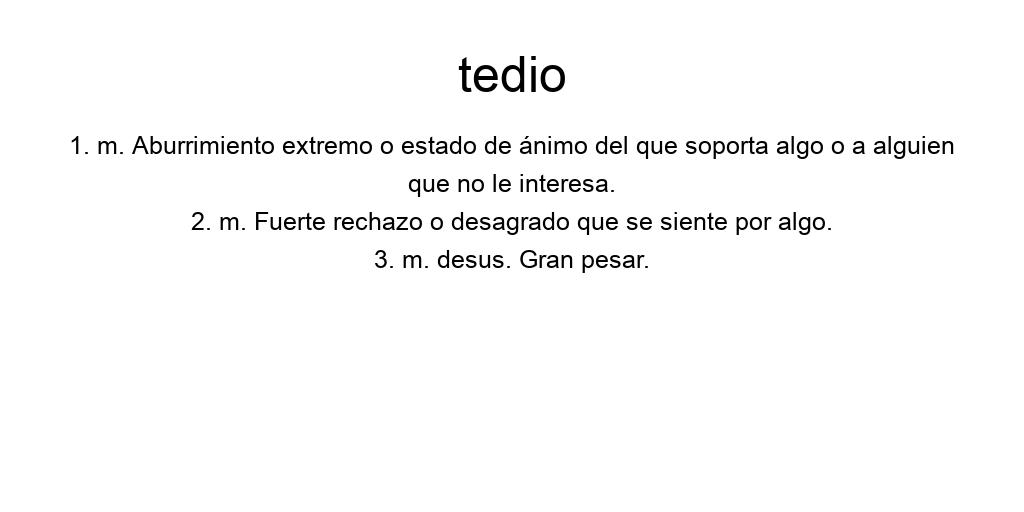 tedio
1. m. Aburrimiento extremo o estado de ánimo del que soporta algo o a alguien
que no le interesa.
2. m. Fuerte rechazo o desagrado que se siente por algo.
3. m. desus. Gran pesar.